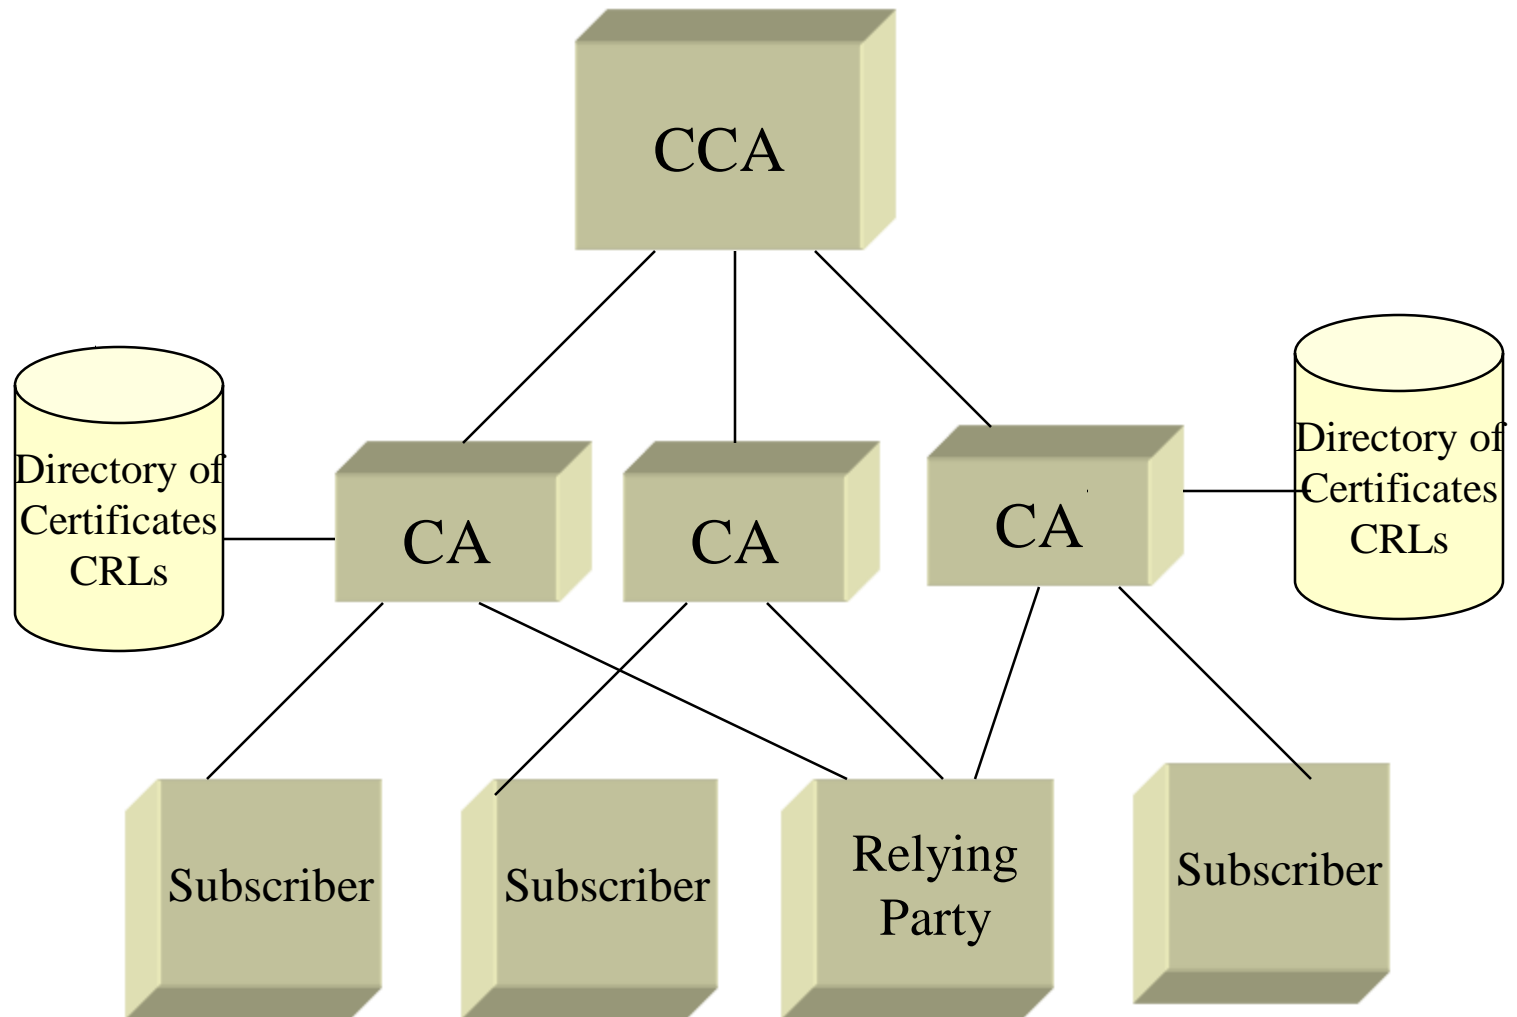 CCA
Directory of
Certificates
CRLs
CA
CA
CA
Directory of
Certificates
CRLs
Subscriber
Subscriber
Relying
Party
Subscriber